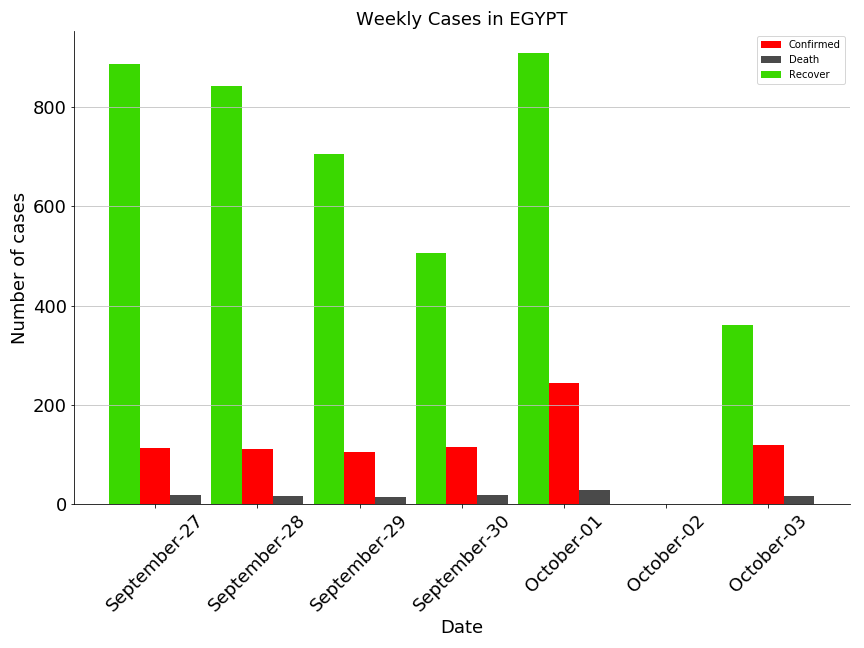 Weekly Cases in EGYPT
Confirmed
Death
Recover
Number of cases
800
600
400
200
0
September-27
September-28
September-29
September-30
October-01
October-02
October-03
Date